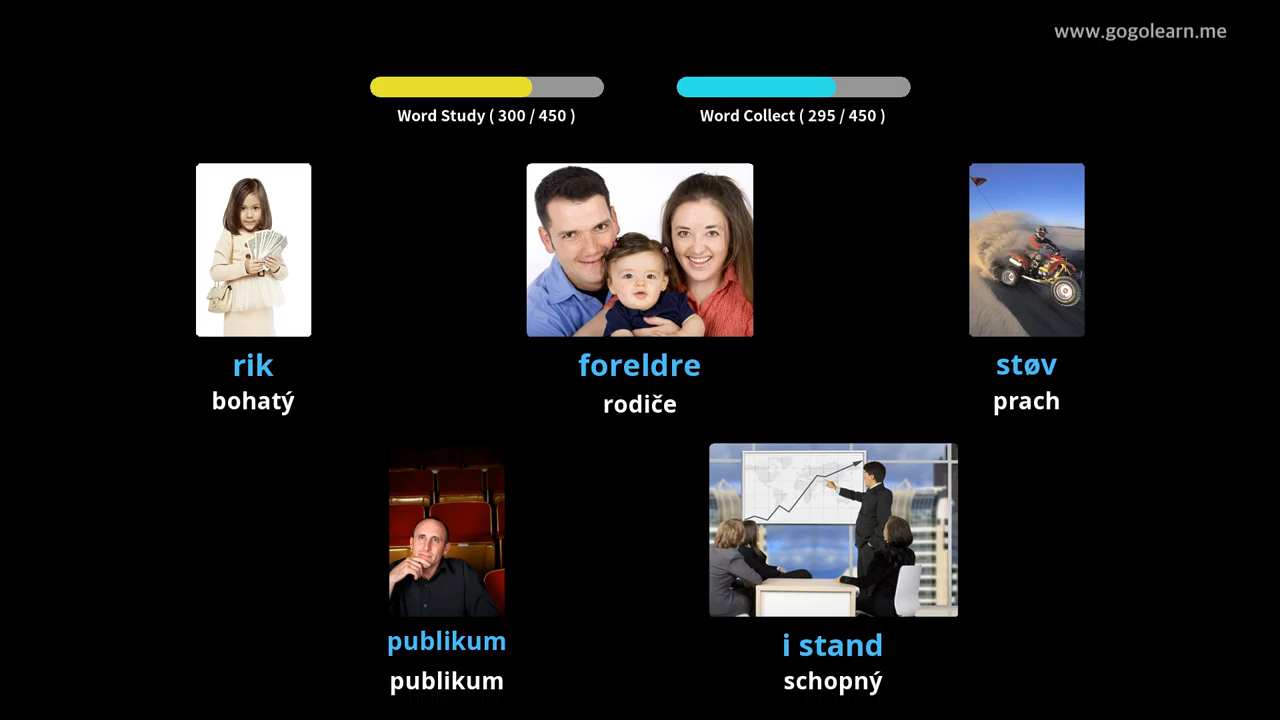 www.gogolearn.me
Word Study ( 300 / 450 )
Word Collect ( 295 / 450 )
rik
bohatý
foreldre
rodiče
støv
prach
publikum
publikum
i stand
schopný